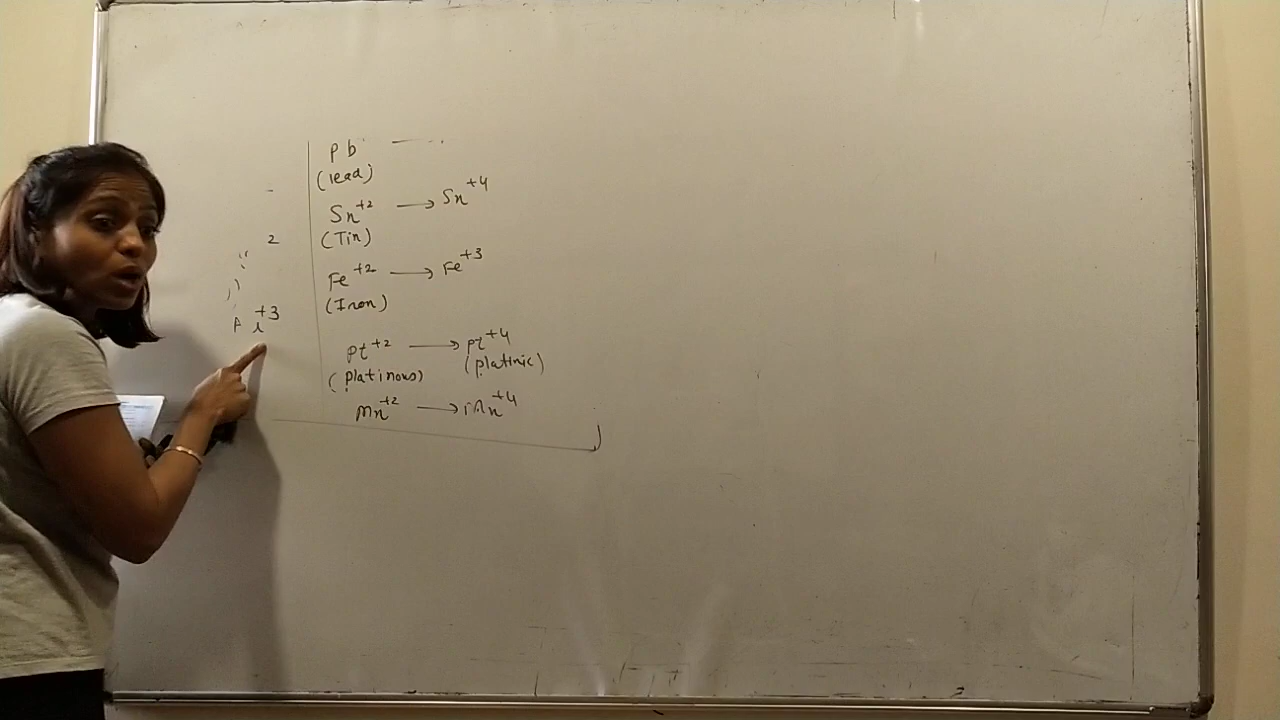 Pb
(lead)
Sn+2 → Sn+4
(Tin)
2
Fe+2 → Fe+3
(Iron)
+3
Pt+2 → Pt+4
(platinous) (platinic)
Mn+2 → Mn+4